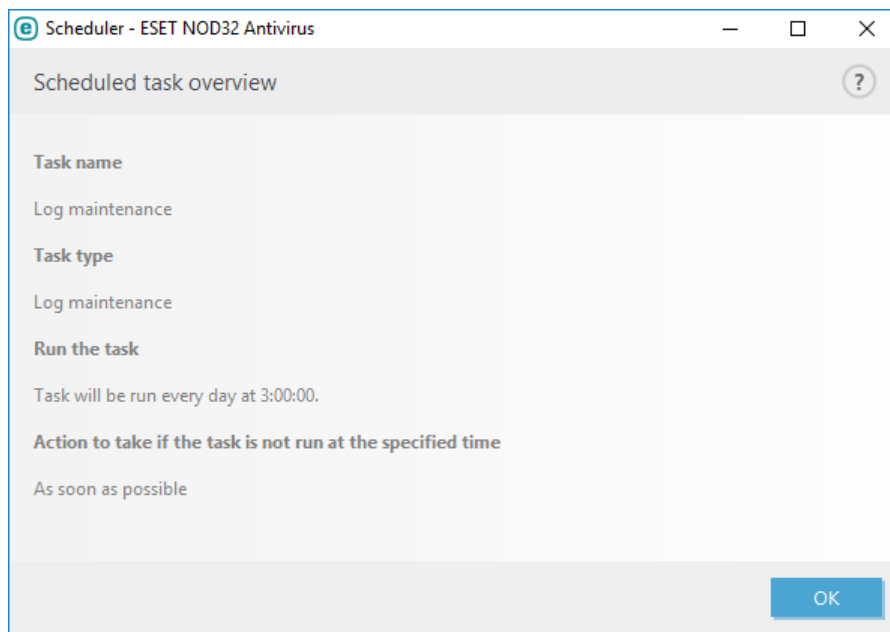 Scheduler - ESET NOD32 Antivirus
Scheduled task overview
?
Task name
Log maintenance
Task type
Log maintenance
Run the task
Task will be run every day at 3:00:00.
Action to take if the task is not run at the specified time
As soon as possible
OK